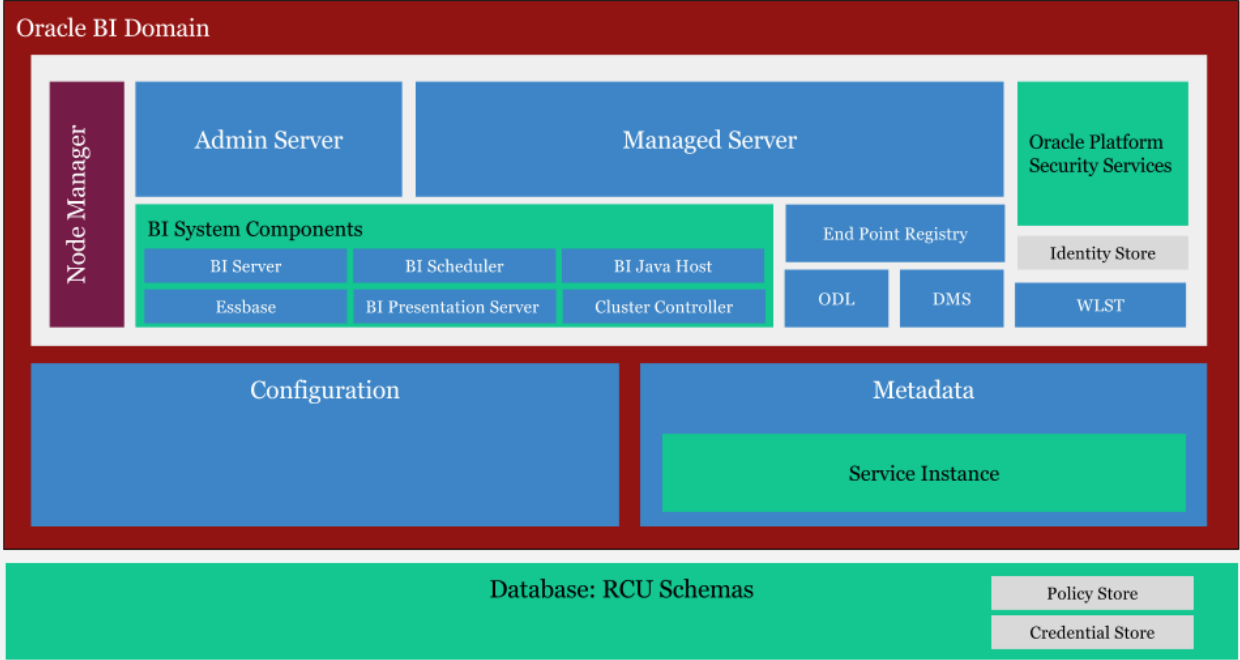 Oracle BI Domain
Node Manager
Admin Server
Managed Server
Oracle Platform
Security Services
BI System Components
BI Server
BI Scheduler
BI Java Host
Essbase
BI Presentation Server
Cluster Controller
End Point Registry
ODL
DMS
Identity Store
WLST
Configuration
Metadada
Service Instance
Database: RCU Schemas
Policy Store
Credential Store